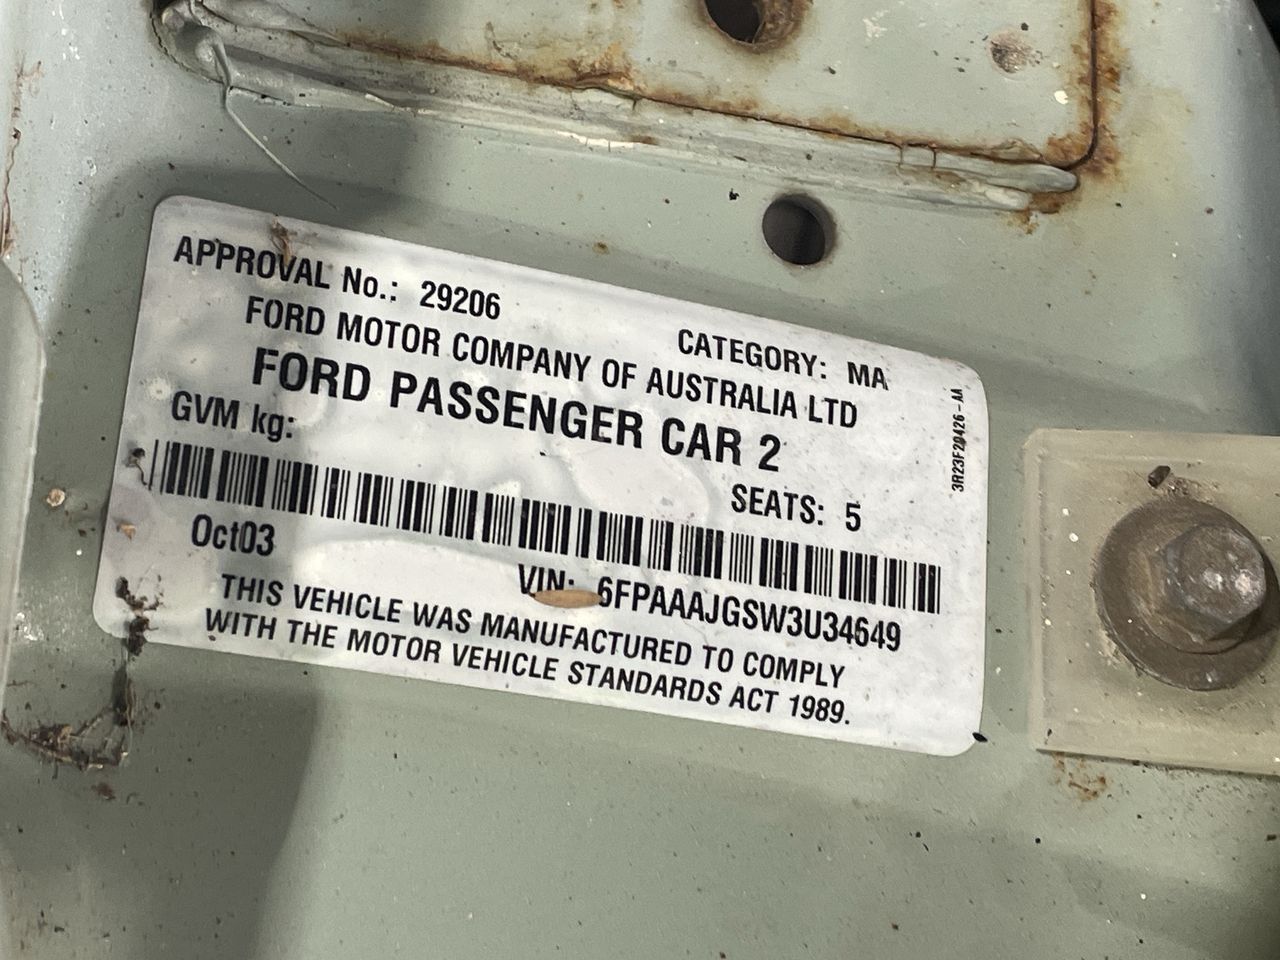 APPROVAL No.: 29206
CATEGORY: MA
FORD MOTOR COMPANY OF AUSTRALIA LTD
FORD PASSENGER CAR 2
GVM kg:
SEATS: 5
Oct03
VIN: 6FPAAAJGSW3U34649
THIS VEHICLE WAS MANUFACTURED TO COMPLY
WITH THE MOTOR VEHICLE STANDARDS ACT 1989.
3R23F20426-AA